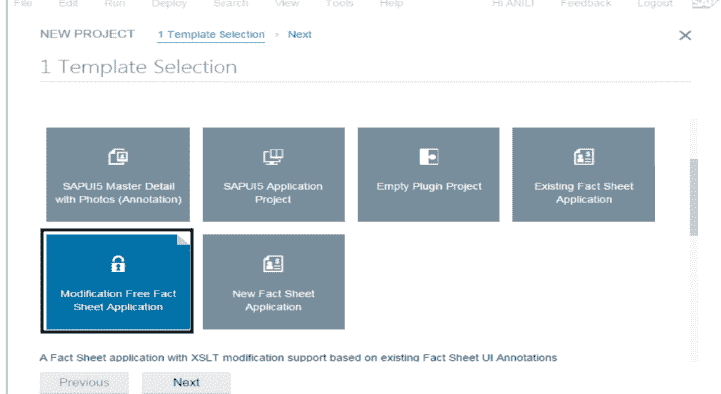 File Edit Run Deploy Search View Tools Help HI ANIL! Feedback Logout SAP
NEW PROJECT 1 Template Selection > Next
1 Template Selection
SAPUI5 Master Detail
with Photos (Annotation)
SAPUI5 Application
Project
Empty Plugin Project
Existing Fact Sheet
Application
Modification Free Fact
Sheet Application
New Fact Sheet
Application
A Fact Sheet application with XSLT modification support based on existing Fact Sheet UI Annotations
Previous Next